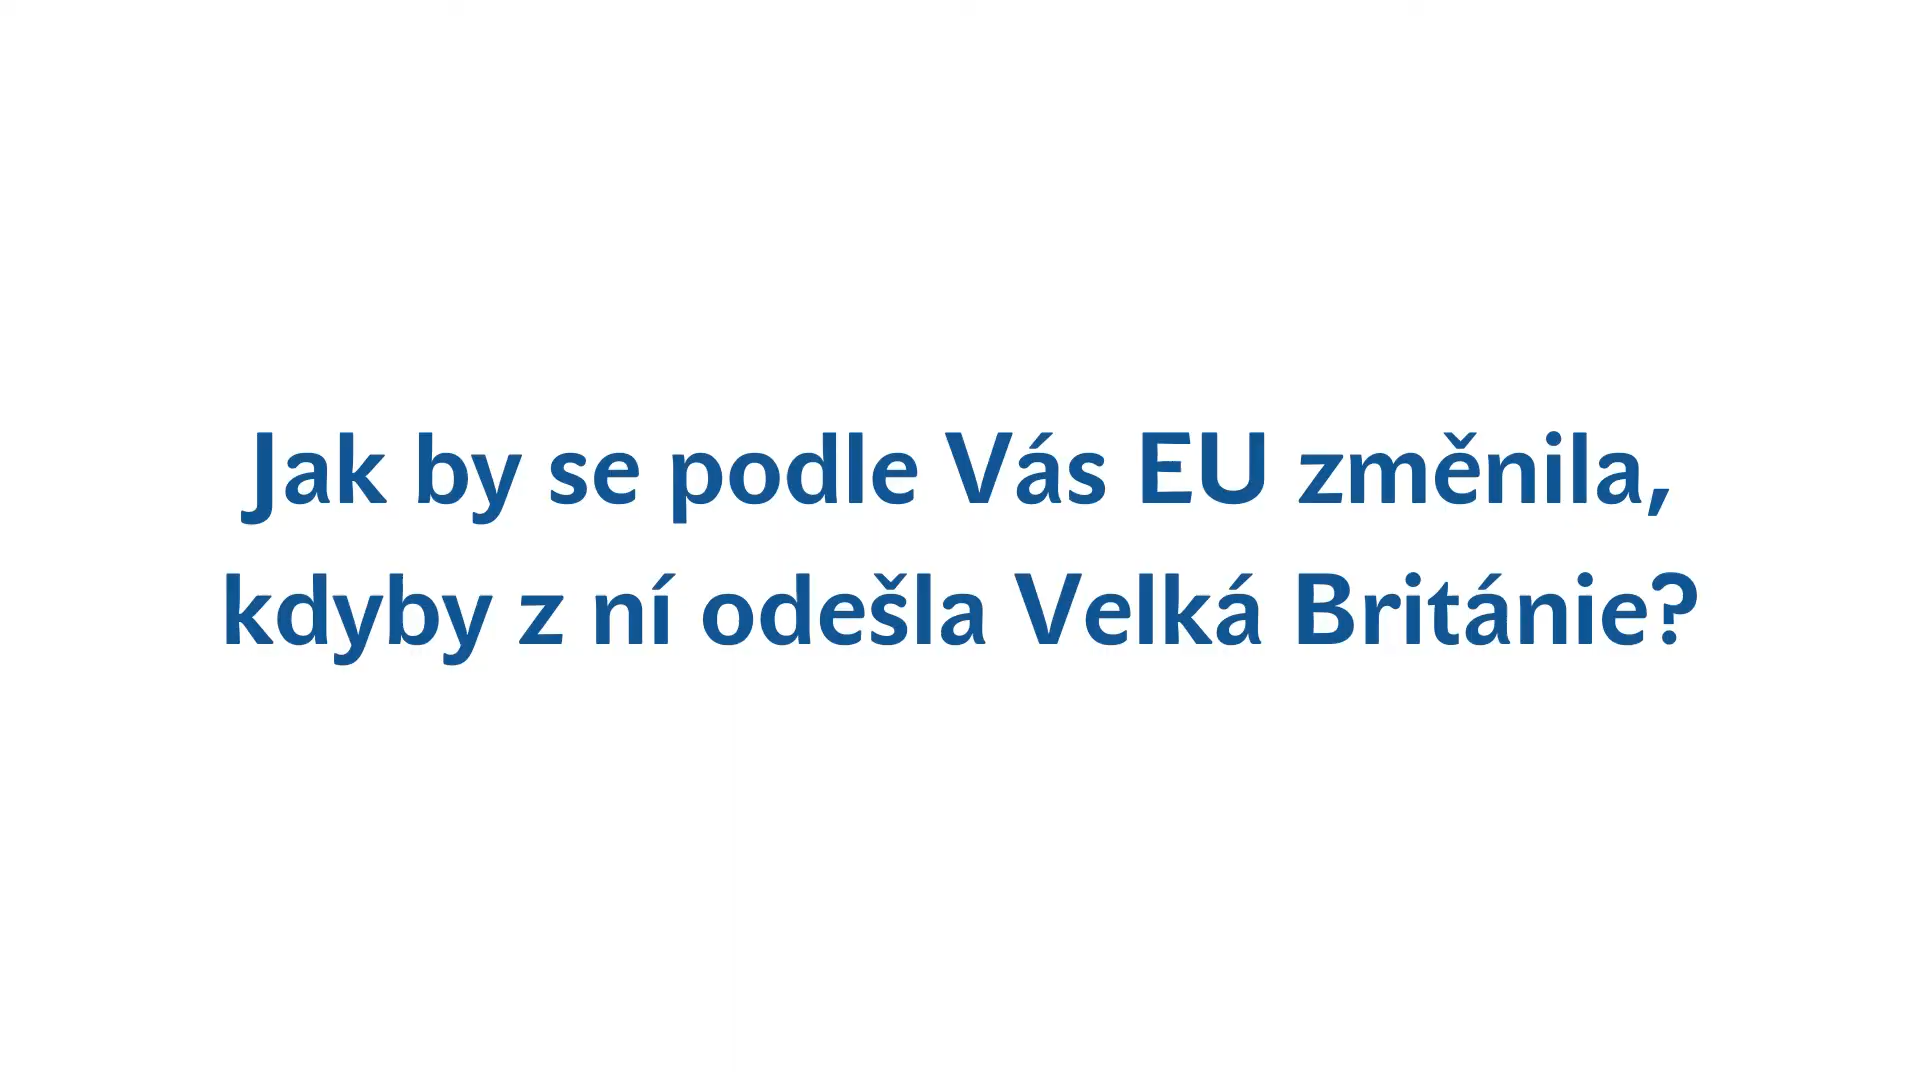 Jak by se podle Vás EU změnila,
kdyby z ní odešla Velká Británie?